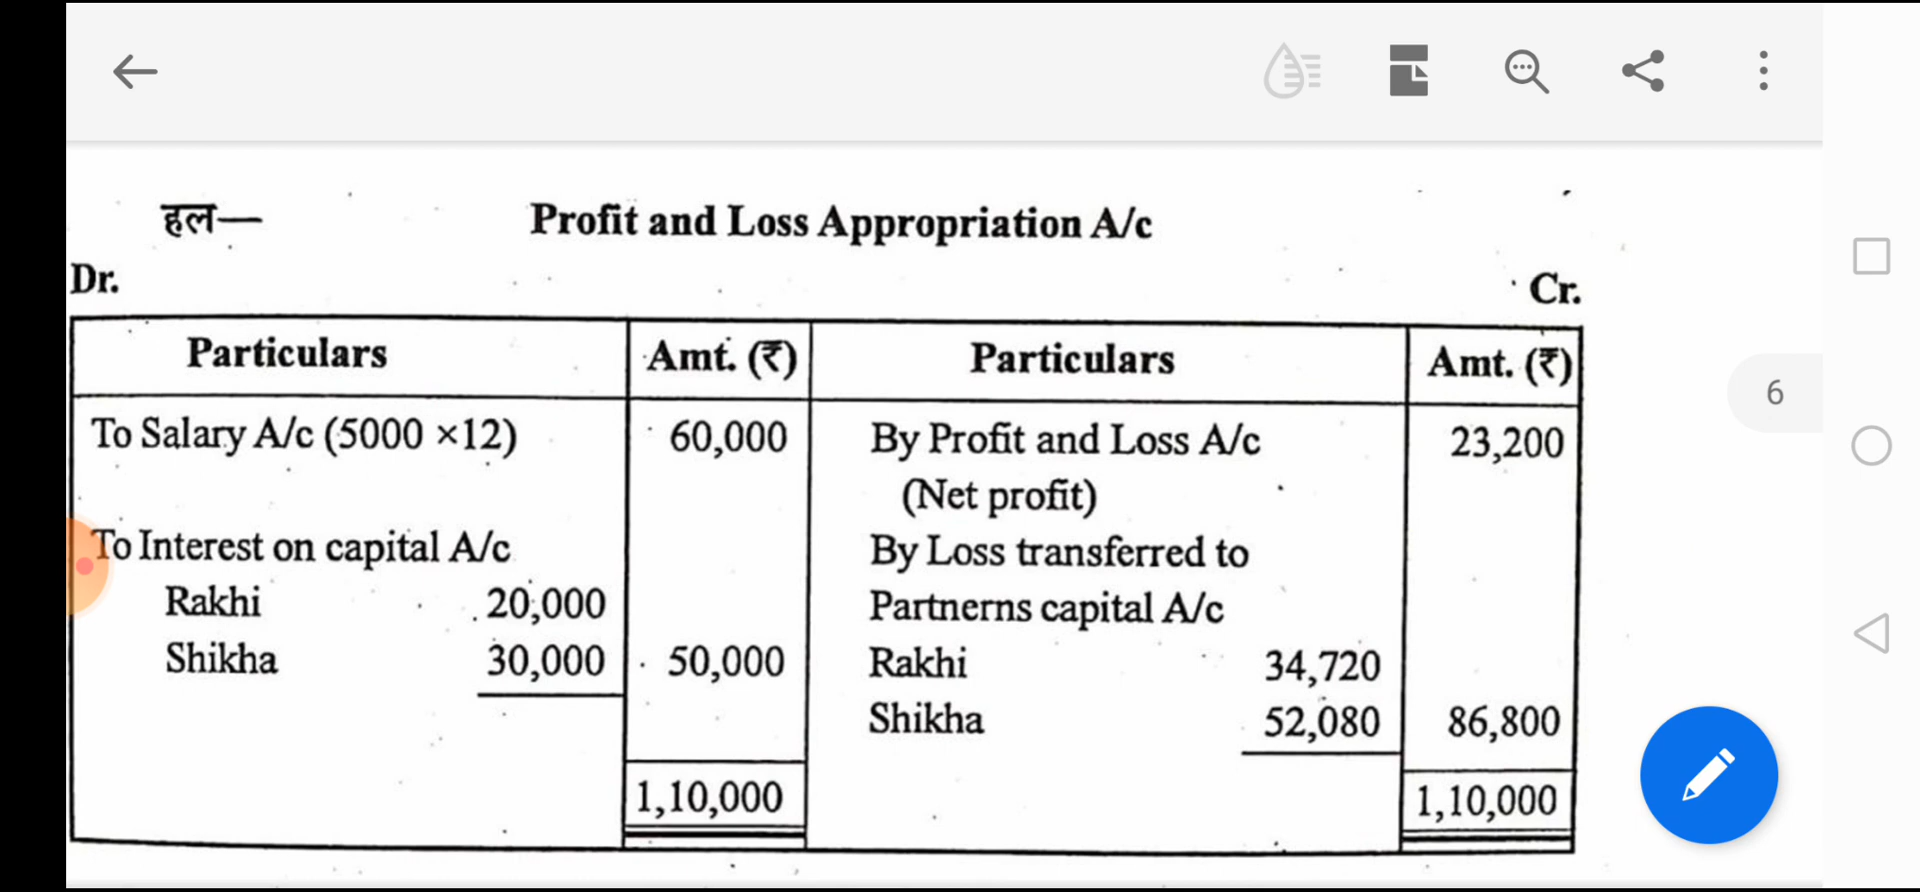 हल— Profit and Loss Appropriation A/c
Dr. Cr.
Particulars Amt. (₹) Particulars Amt. (₹)
To Salary A/c (5000 ×12) 60,000 By Profit and Loss A/c 23,200
(Net profit)
To Interest on capital A/c By Loss transferred to
Rakhi 20,000 Partnerns capital A/c
Shikha 30,000 50,000 Rakhi 34,720
Shikha 52,080 86,800
1,10,000 1,10,000
6